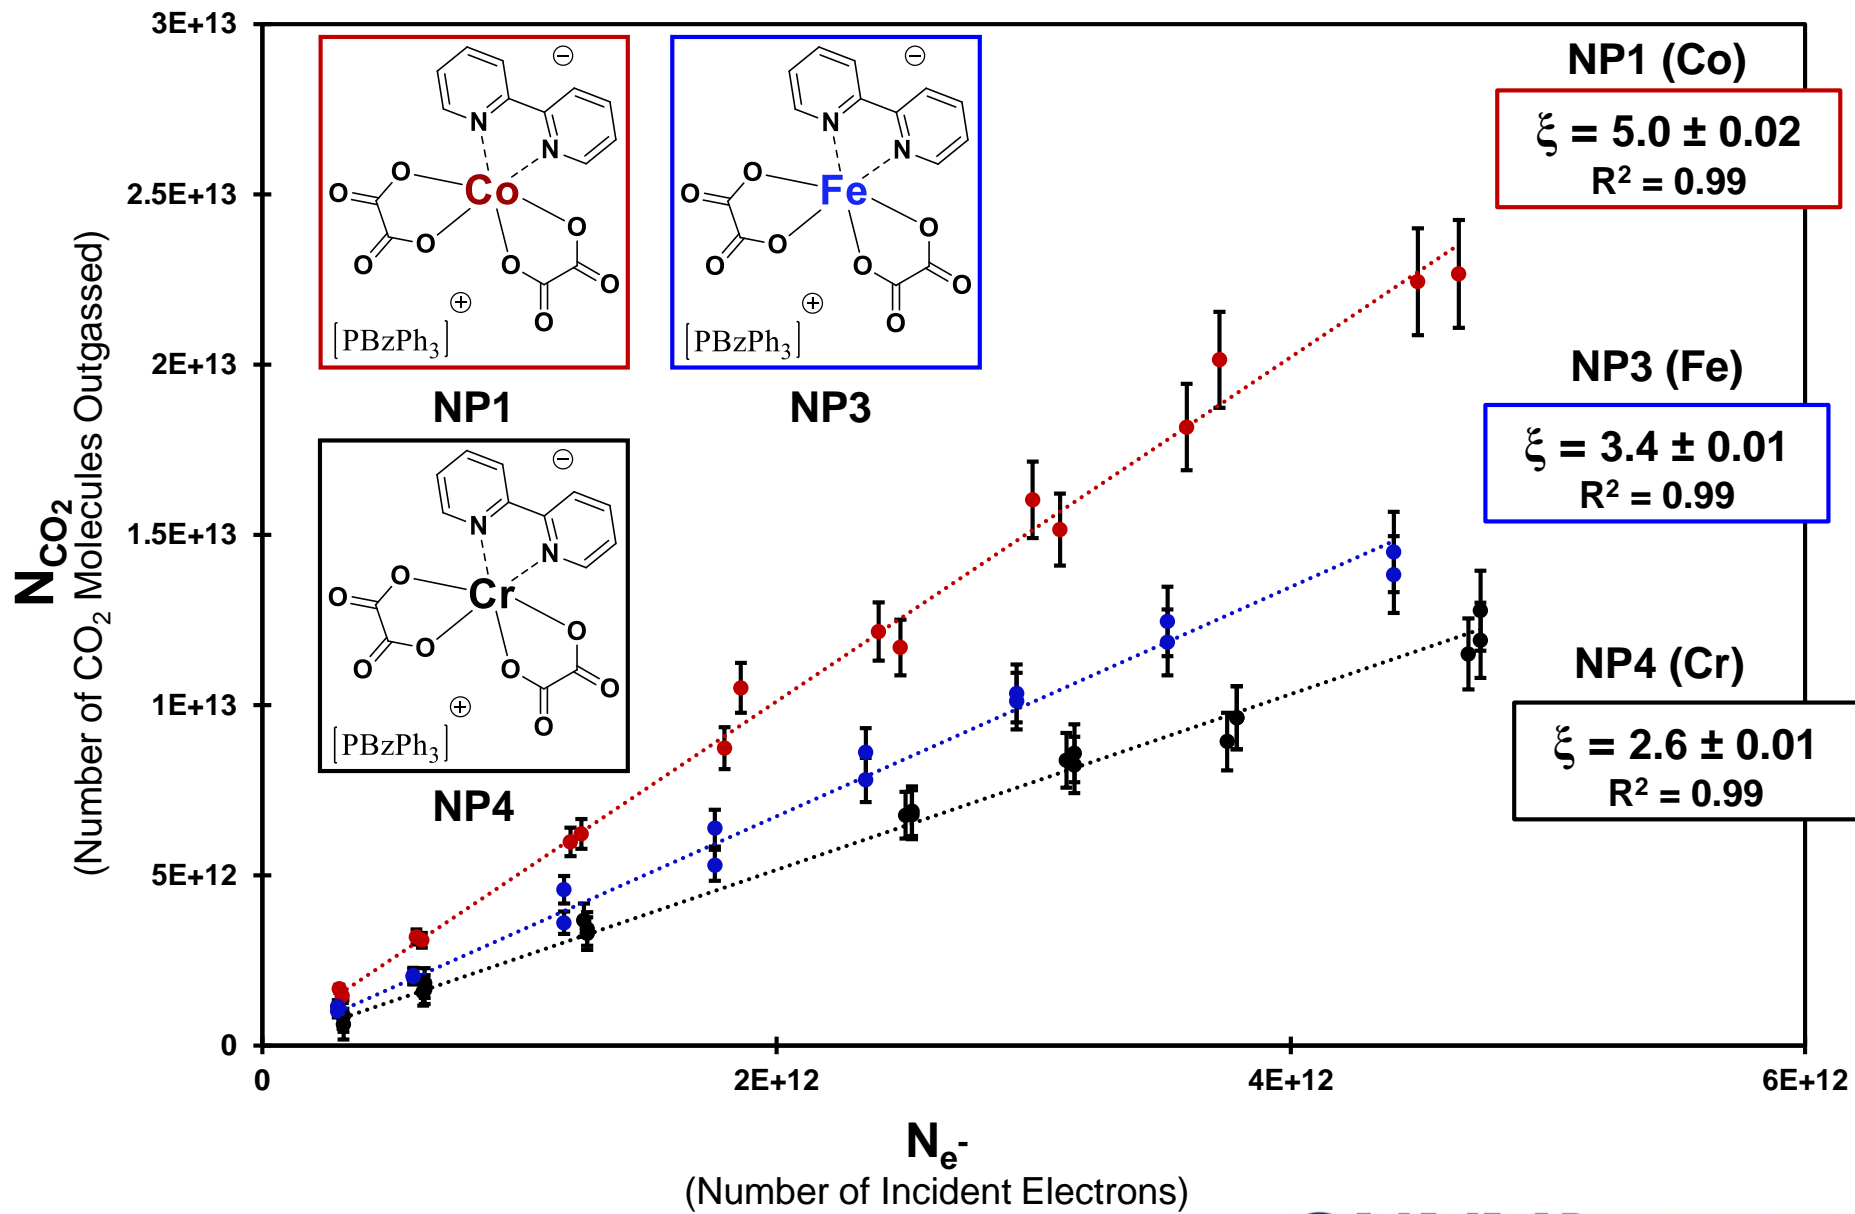 3E+13
2.5E+13
2E+13
1.5E+13
1E+13
5E+12
0
N_CO₂
(Number of CO₂ Molecules Outgassed)
0
2E+12
4E+12
6E+12
Nₑ-
(Number of Incident Electrons)
⊖
N
N
O
O
Co
O
O
O
O
O
O
⊕
[PBzPh₃]
NP1
⊖
N
N
O
O
Fe
O
O
O
O
O
O
⊕
[PBzPh₃]
NP3
⊖
N
N
O
O
Cr
O
O
O
O
O
O
⊕
[PBzPh₃]
NP4
NP1 (Co)
ξ = 5.0 ± 0.02
R² = 0.99
NP3 (Fe)
ξ = 3.4 ± 0.01
R² = 0.99
NP4 (Cr)
ξ = 2.6 ± 0.01
R² = 0.99